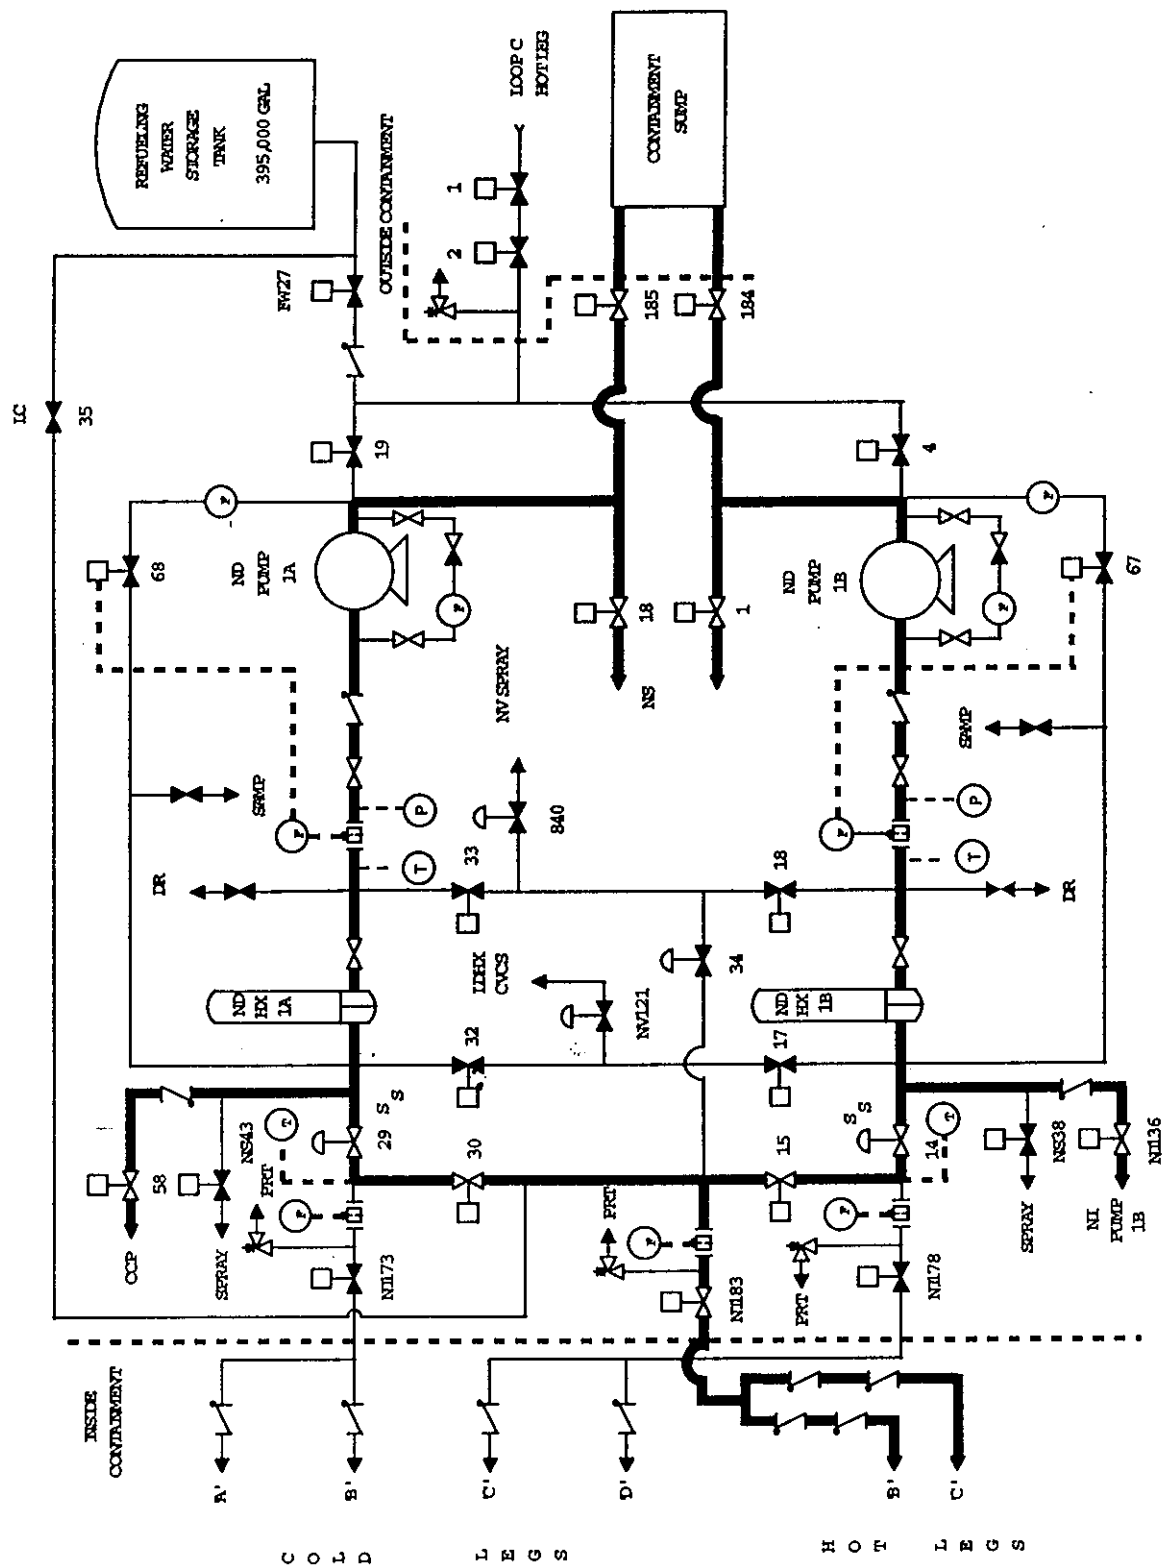 INSIDE
CONTAINMENT
COLD
LEGS
HOT
LEGS
A'
B'
C'
D'
B'
C'
LC
35
REFUELING
WATER
STORAGE
TANK
395,000 GAL
FW27
OUTSIDE CONTAINMENT
LOOP C
HOT LEG
1
2
CONTAINMENT
SUMP
185
184
19
4
68
F
ND
PUMP
1A
F
SAMP
F
P
T
DR
33
NV SPRAY
840
18
1
NS
ND
HX
1A
LDHX
CVCS
NV121
32
34
17
18
CCP
58
SPRAY
NS43
PRT
T
S
S
29
30
F
NI173
PRT
F
NI183
15
S
S
14
T
PRT
F
NI178
SPRAY
NS38
NI
PUMP
1B
NI136
ND
HX
1B
T
P
F
DR
SAMP
ND
PUMP
1B
F
F
67